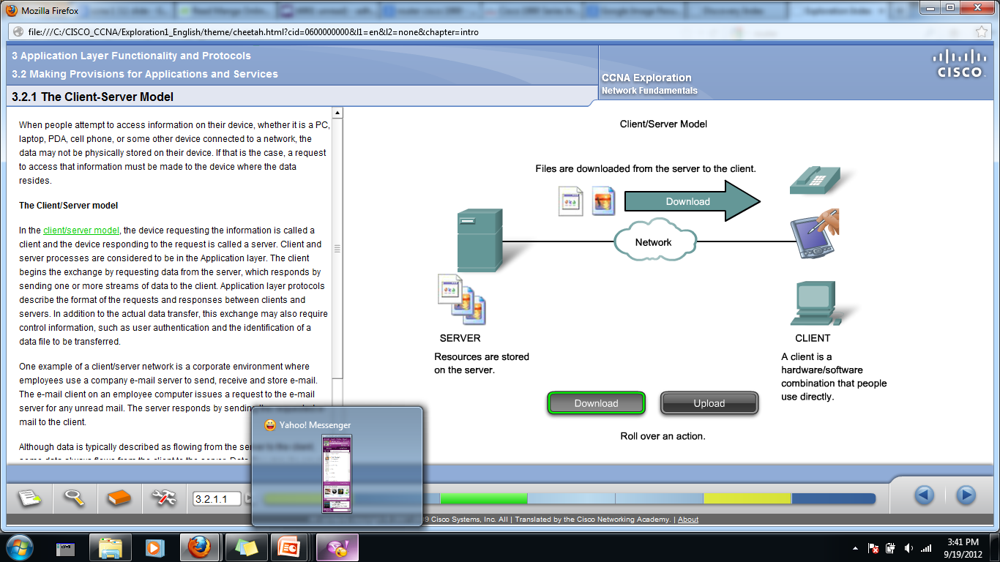 Mozilla Firefox
file:///C:/CISCO_CCNA/Exploration1_English/theme/cheetah.html?cid=0600000000&l1=en&l2=none&chapter=intro
3 Application Layer Functionality and Protocols
3.2 Making Provisions for Applications and Services
CCNA Exploration
Network Fundamentals
CISCO
3.2.1 The Client-Server Model
When people attempt to access information on their device, whether it is a PC,
laptop, PDA, cell phone, or some other device connected to a network, the
data may not be physically stored on their device. If that is the case, a request
to access that information must be made to the device where the data
resides.
The Client/Server model
In the client/server model, the device requesting the information is called a
client and the device responding to the request is called a server. Client and
server processes are considered to be in the Application layer. The client
begins the exchange by requesting data from the server, which responds by
sending one or more streams of data to the client. Application layer protocols
describe the format of the requests and responses between clients and
servers. In addition to the actual data transfer, this exchange may also require
control information, such as user authentication and the identification of a
data file to be transferred.
One example of a client/server network is a corporate environment where
employees use a company e-mail server to send, receive and store e-mail.
The e-mail client on an employee computer issues a request to the e-mail
server for any unread mail. The server responds by sending
mail to the client.
Although data is typically described as flowing from the
Client/Server Model
Files are downloaded from the server to the client.
Download
Network
SERVER
Resources are stored
on the server.
CLIENT
A client is a
hardware/software
combination that people
use directly.
Download
Upload
Roll over an action.
Yahoo! Messenger
3.2.1.1
Cisco Systems, Inc. All | Translated by the Cisco Networking Academy. | About
3:41 PM
9/19/2012